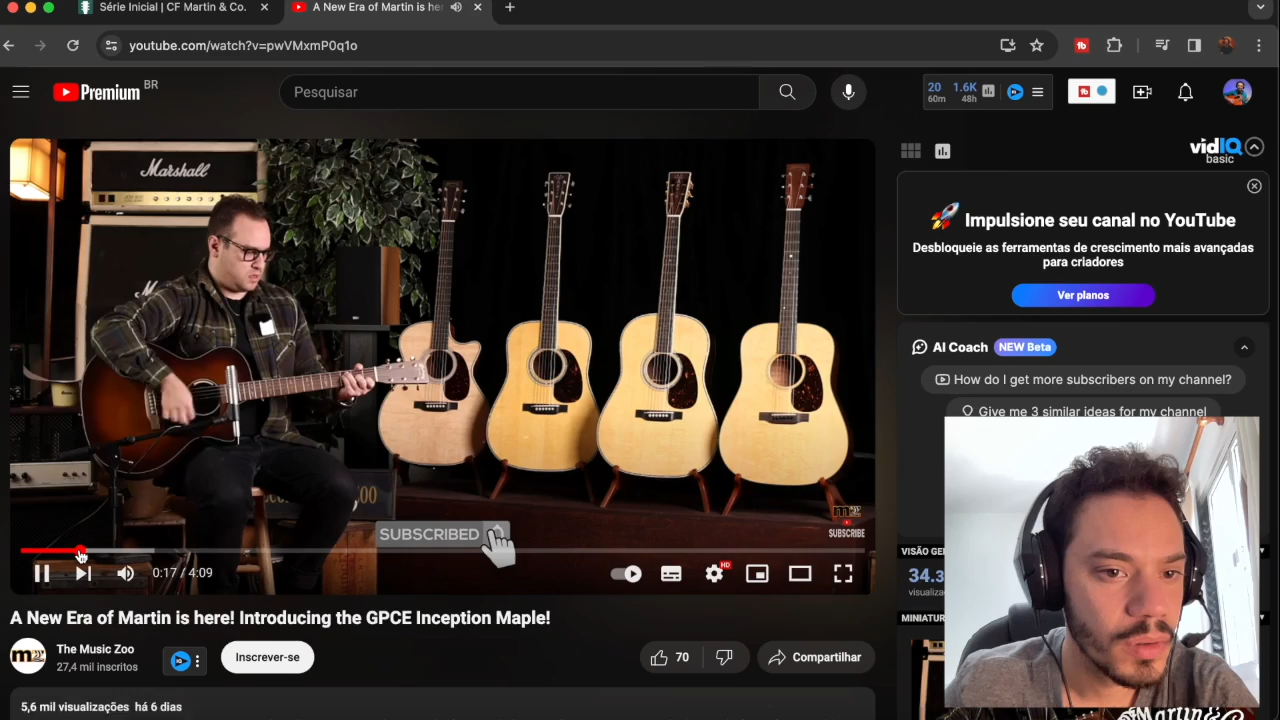 Série Inicial | CF Martin & Co.
A New Era of Martin is her
youtube.com/watch?v=pwVMxmP0q1o
Premium BR
Pesquisar
20 60m
1.6K 48h
vidIQ
basic
Marshall
Impulsione seu canal no YouTube
Desbloqueie as ferramentas de crescimento mais avançadas
para criadores
Ver planos
AI Coach NEW Beta
How do I get more subscribers on my channel?
Give me 3 similar ideas for my channel
SUBSCRIBED
SUBSCRIBE
0:17 / 4:09
HD
VISÃO GE
34.3
visualiza
MINIATUR
A New Era of Martin is here! Introducing the GPCE Inception Maple!
The Music Zoo
27,4 mil inscritos
Inscrever-se
70
Compartilhar
5,6 mil visualizações há 6 dias